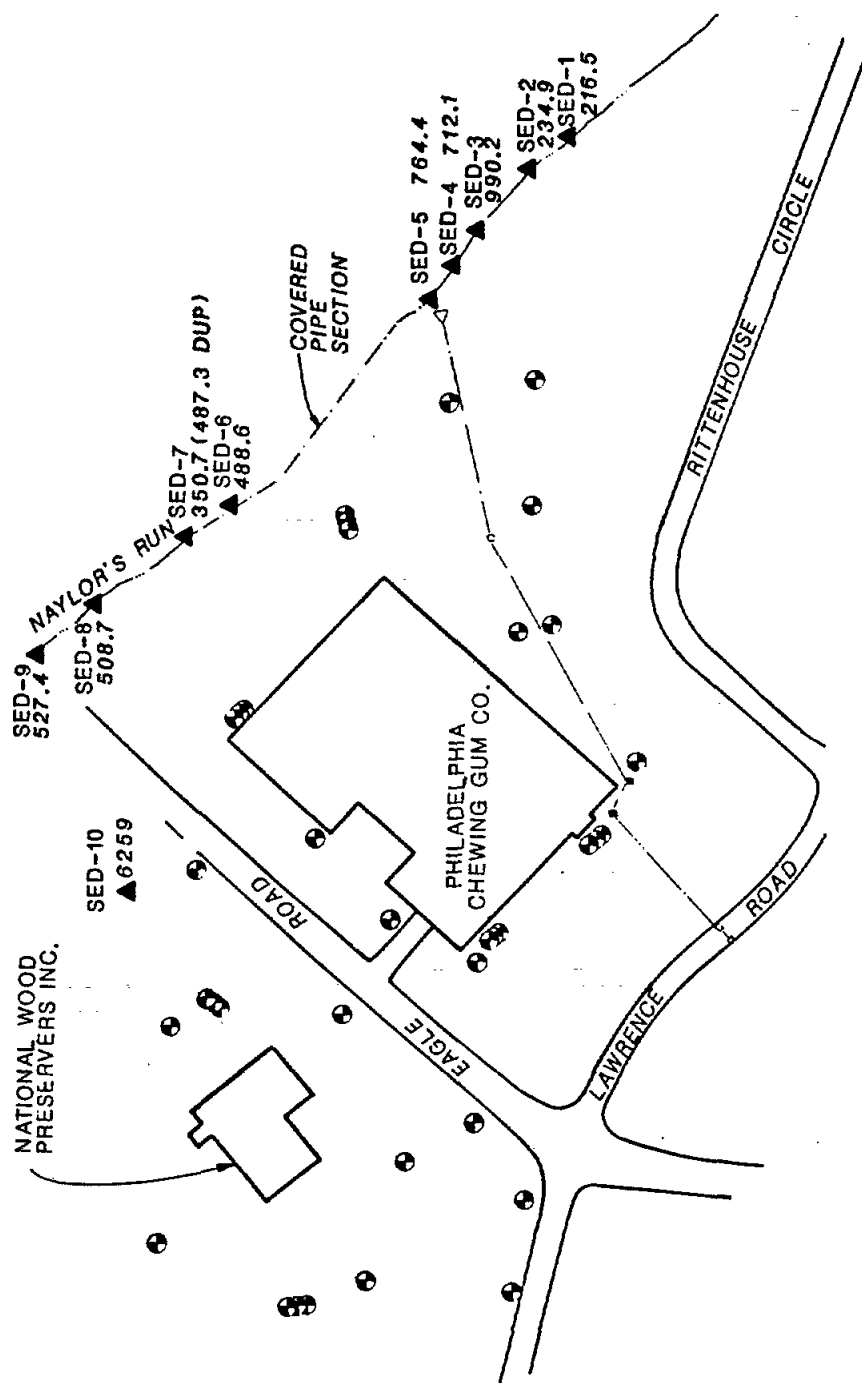 NATIONAL WOOD
PRESERVERS INC.
SED-10
6259
SED-9
527.4
SED-8
508.7
NAYLOR'S RUN
SED-7
350.7 (487.3 DUP)
SED-6
488.6
COVERED
PIPE
SECTION
SED-5 764.4
SED-4 712.1
SED-3
990.2
SED-2
234.9
SED-1
216.5
EAGLE ROAD
PHILADELPHIA
CHEWING GUM CO.
LAWRENCE ROAD
RITTENHOUSE CIRCLE